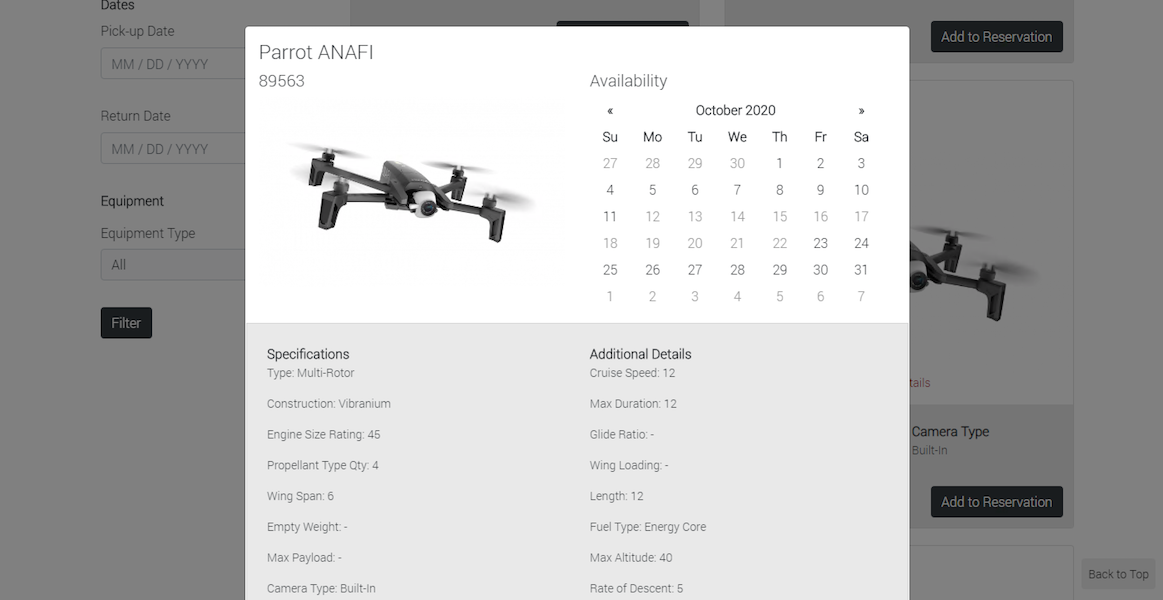 Dates
Pick-up Date
MM / DD / YYYY
Return Date
MM / DD / YYYY
Equipment
Equipment Type
All
Filter
Parrot ANAFI
89563
Availability
« October 2020 »
Su Mo Tu We Th Fr Sa
27 28 29 30 1 2 3
4 5 6 7 8 9 10
11 12 13 14 15 16 17
18 19 20 21 22 23 24
25 26 27 28 29 30 31
1 2 3 4 5 6 7
Specifications
Type: Multi-Rotor
Construction: Vibranium
Engine Size Rating: 45
Propellant Type Qty: 4
Wing Span: 6
Empty Weight: -
Max Payload: -
Camera Type: Built-In
Additional Details
Cruise Speed: 12
Max Duration: 12
Glide Ratio: -
Wing Loading: -
Length: 12
Fuel Type: Energy Core
Max Altitude: 40
Rate of Descent: 5
Add to Reservation
tails
Camera Type
Built-In
Add to Reservation
Back to Top